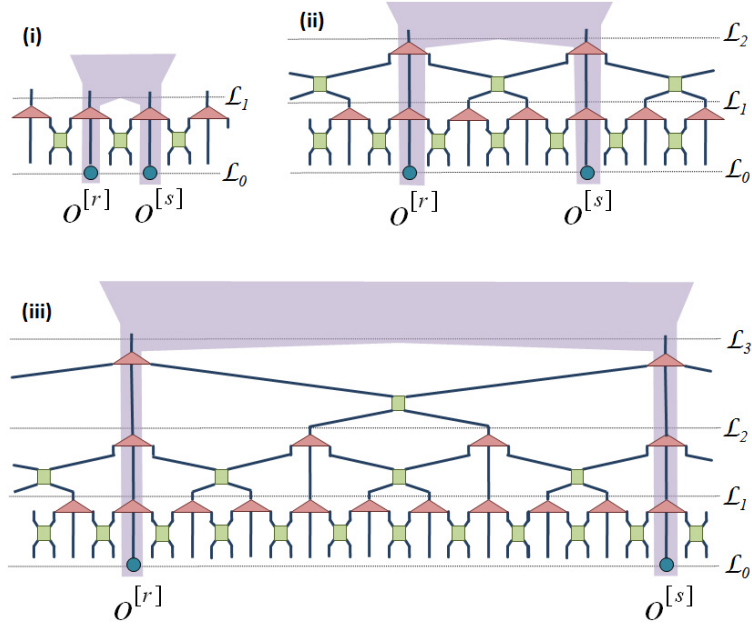 (i)
ℒ₁
ℒ₀
O^[r] O^[s]
(ii)
ℒ₂
ℒ₁
ℒ₀
O^[r] O^[s]
(iii)
ℒ₃
ℒ₂
ℒ₁
ℒ₀
O^[r] O^[s]